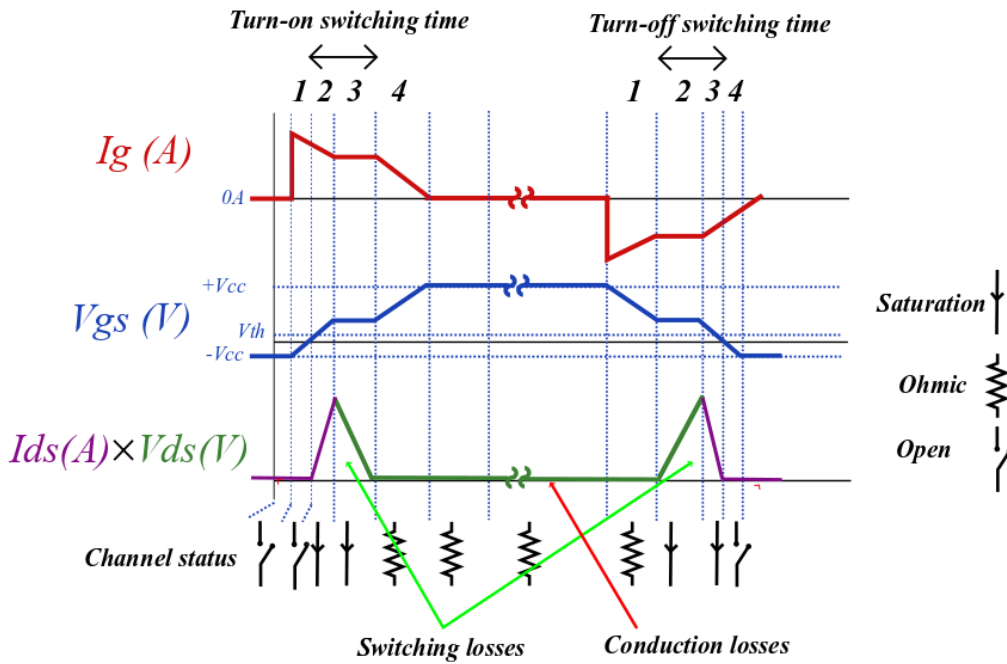 Turn-on switching time
Turn-off switching time
1 2 3 4
1 2 3 4
Ig (A)
0A
+Vcc
Vgs (V)
Vth
-Vcc
Saturation
Ohmic
Open
Ids(A)×Vds(V)
Channel status
Switching losses
Conduction losses